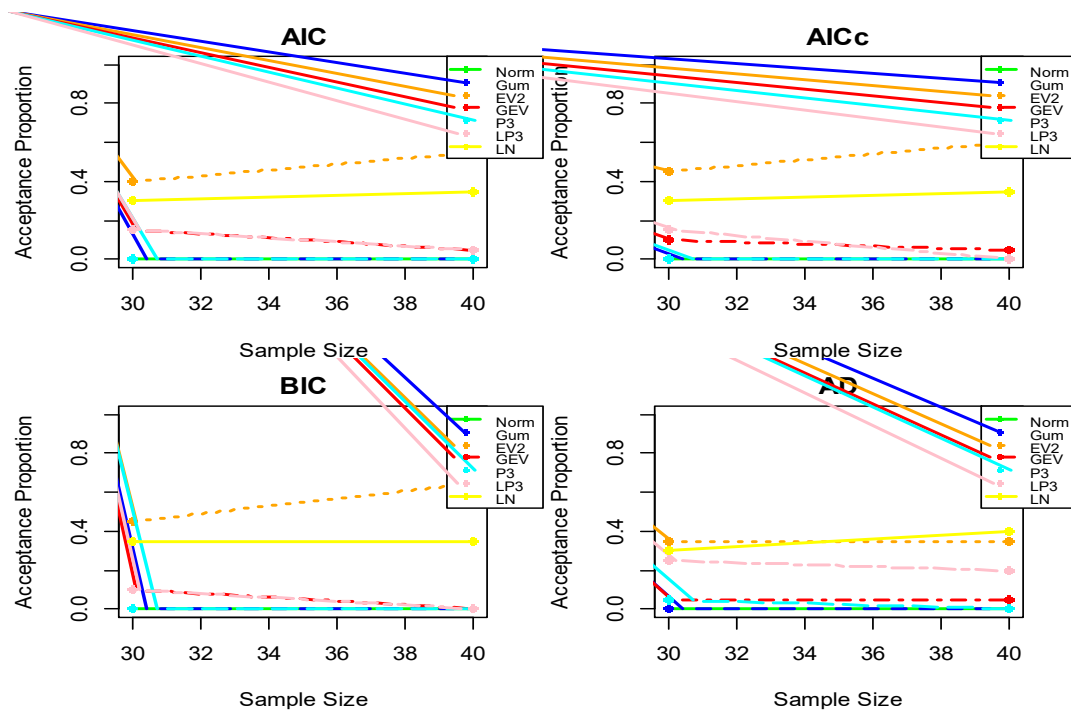 AIC
Acceptance Proportion
0.0 0.4 0.8
30 32 34 36 38 40
Sample Size
Norm
Gum
EV2
GEV
P3
LP3
LN
AICc
Acceptance Proportion
0.0 0.4 0.8
30 32 34 36 38 40
Sample Size
Norm
Gum
EV2
GEV
P3
LP3
LN
BIC
Acceptance Proportion
0.0 0.4 0.8
30 32 34 36 38 40
Sample Size
Norm
Gum
EV2
GEV
P3
LP3
LN
AD
Acceptance Proportion
0.0 0.4 0.8
30 32 34 36 38 40
Sample Size
Norm
Gum
EV2
GEV
P3
LP3
LN